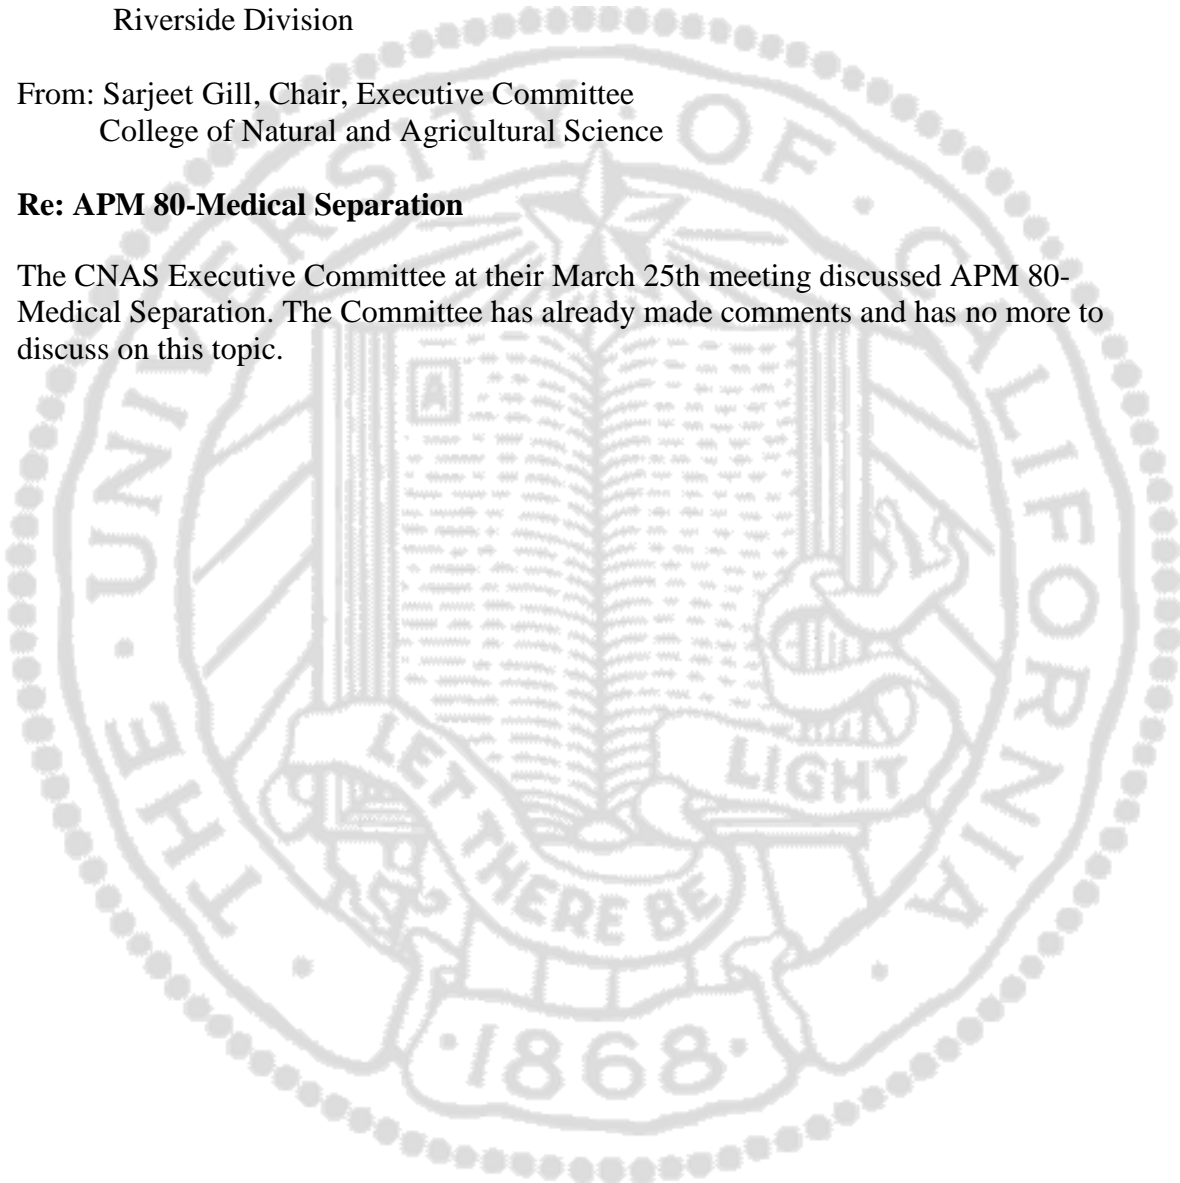 Riverside Division
From: Sarjeet Gill, Chair, Executive Committee
College of Natural and Agricultural Science
Re: APM 80-Medical Separation
The CNAS Executive Committee at their March 25th meeting discussed APM 80-
Medical Separation. The Committee has already made comments and has no more to
discuss on this topic.
THE · UNIVERSITY · OF · CALIFORNIA ·
A
LET THERE BE
LIGHT
·1868·